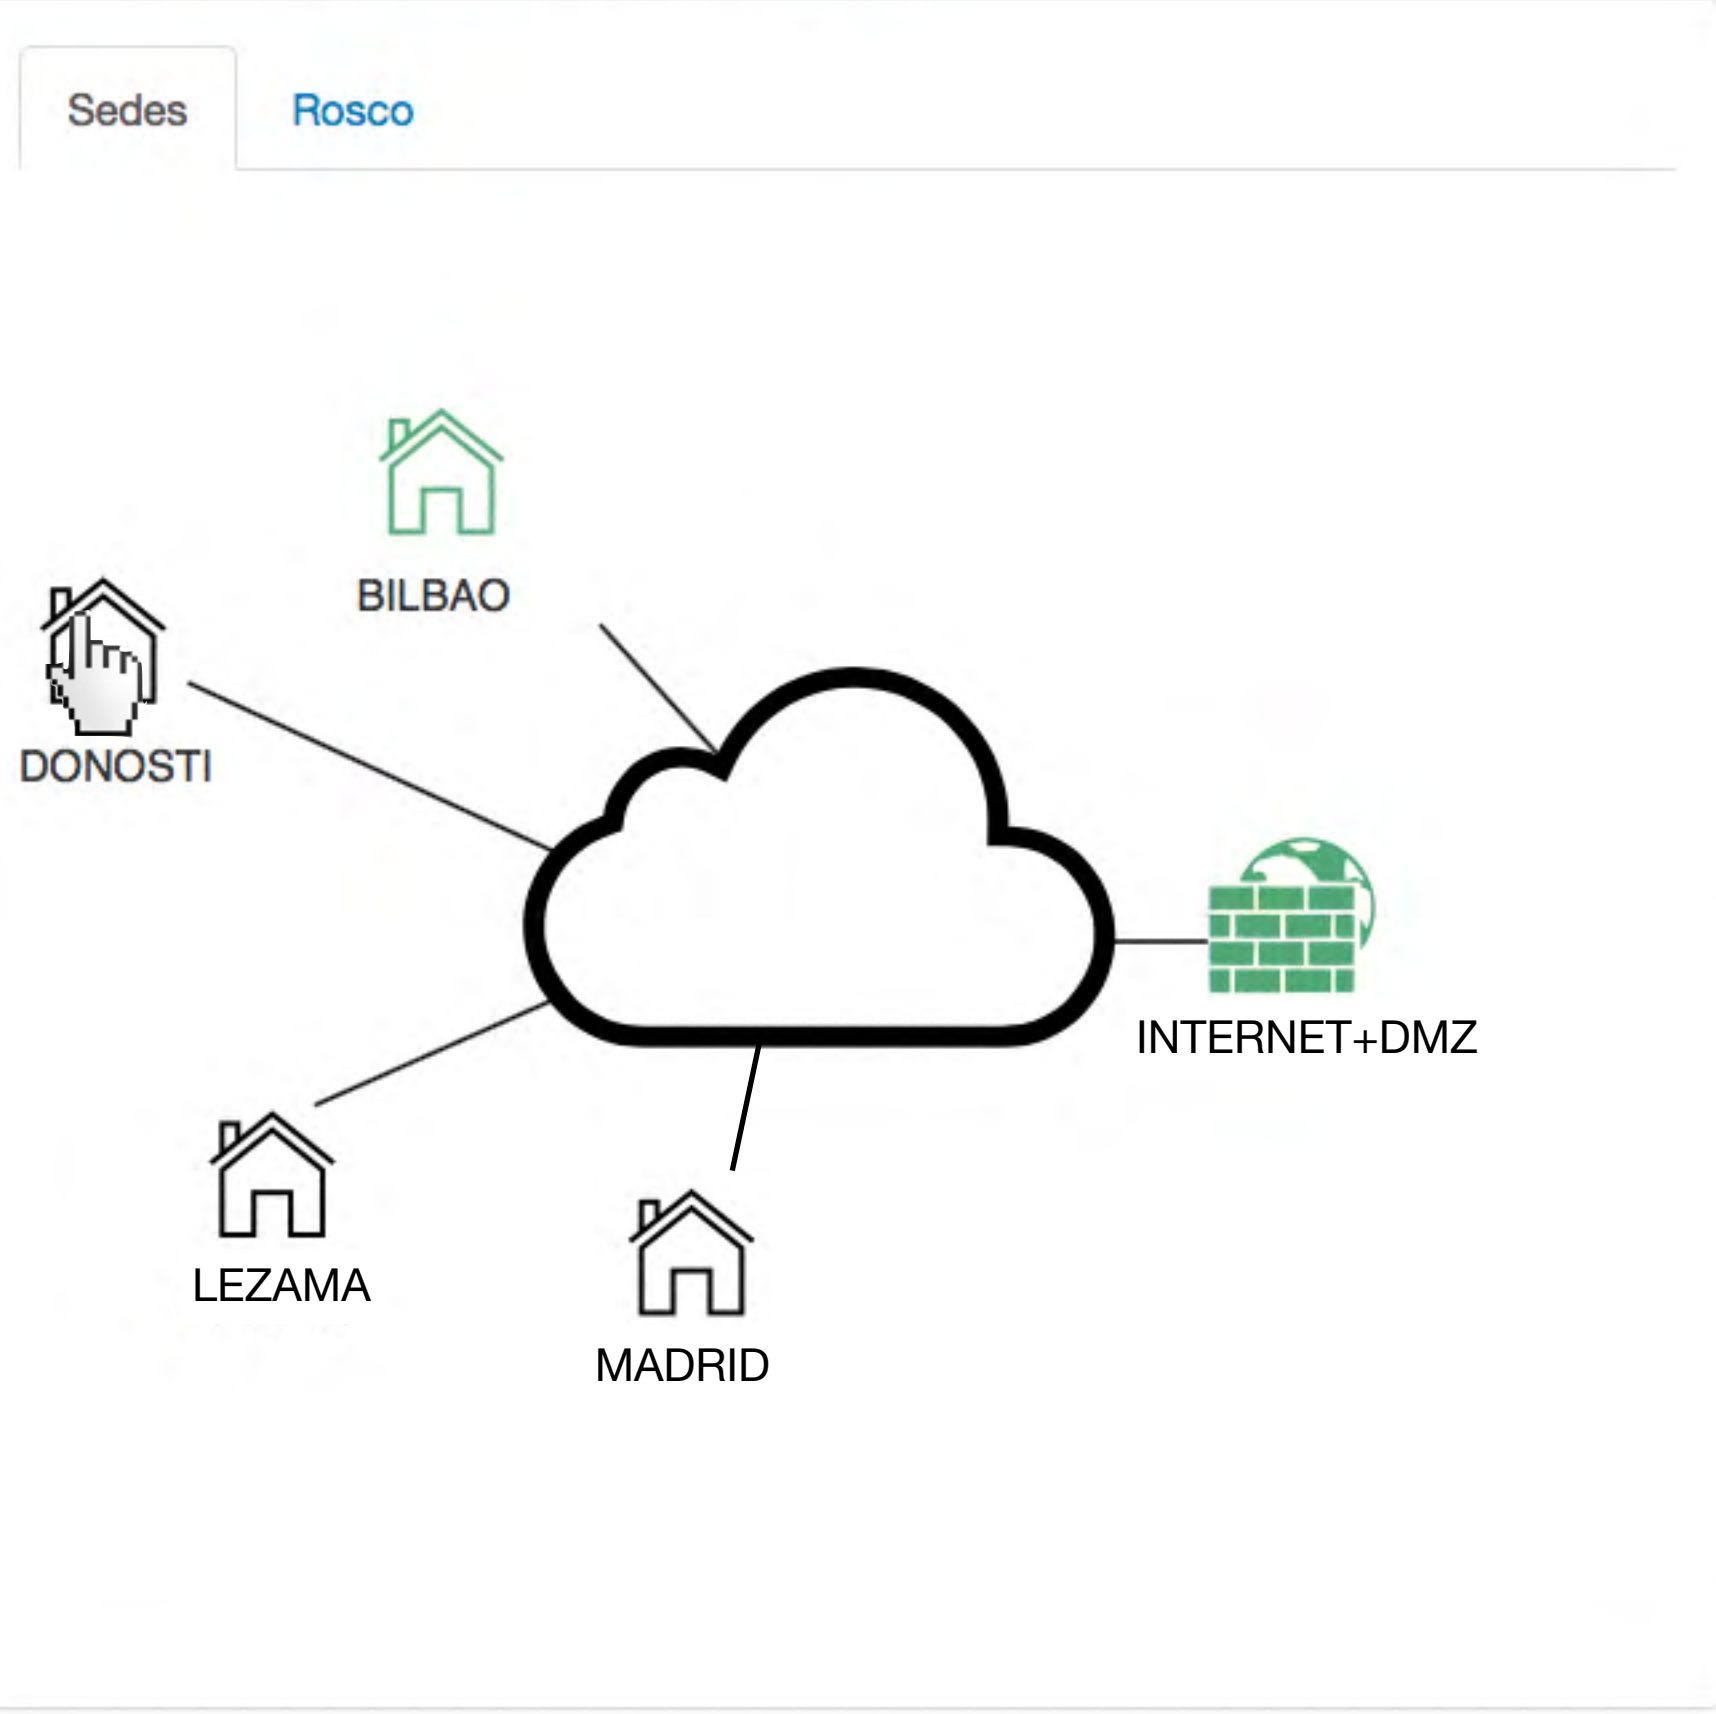 Sedes
Rosco
BILBAO
DONOSTI
INTERNET+DMZ
LEZAMA
MADRID